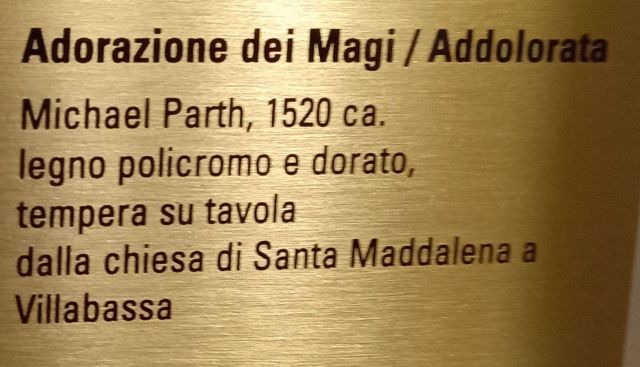 Adorazione dei Magi / Addolorata
Michael Parth, 1520 ca.
legno policromo e dorato,
tempera su tavola
dalla chiesa di Santa Maddalena a
Villabassa